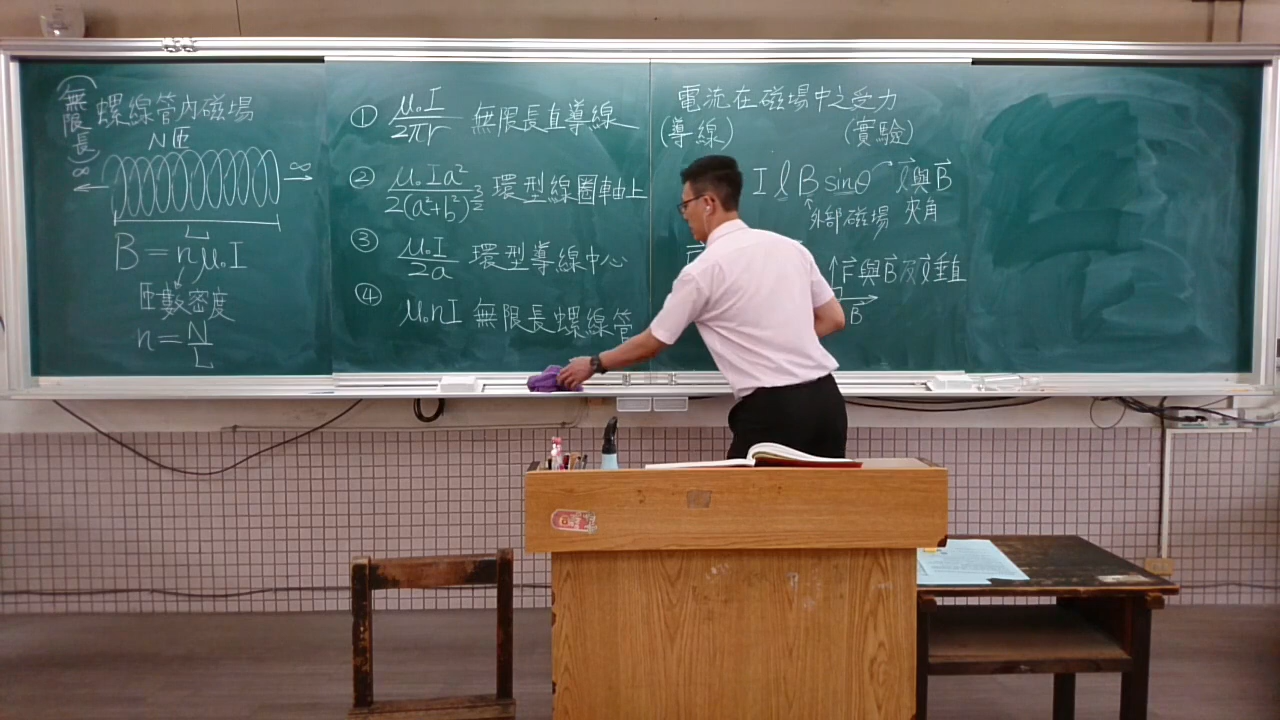 (無限長)
螺線管內磁場
N匝
∞ ∞
L
B = nμ₀I
匝數密度
n = N/L
① μ₀I/2πr 無限長直導線
② μ₀Ia²/2(a²+b²)^(3/2) 環型線圈軸上
③ μ₀I/2a 環型導線中心
④ μ₀nI 無限長螺線管
電流在磁場中之受力
(導線) (實驗)
I ℓ B sinθ ℓ與B
外部磁場 夾角
F與B及ℓ垂直
B